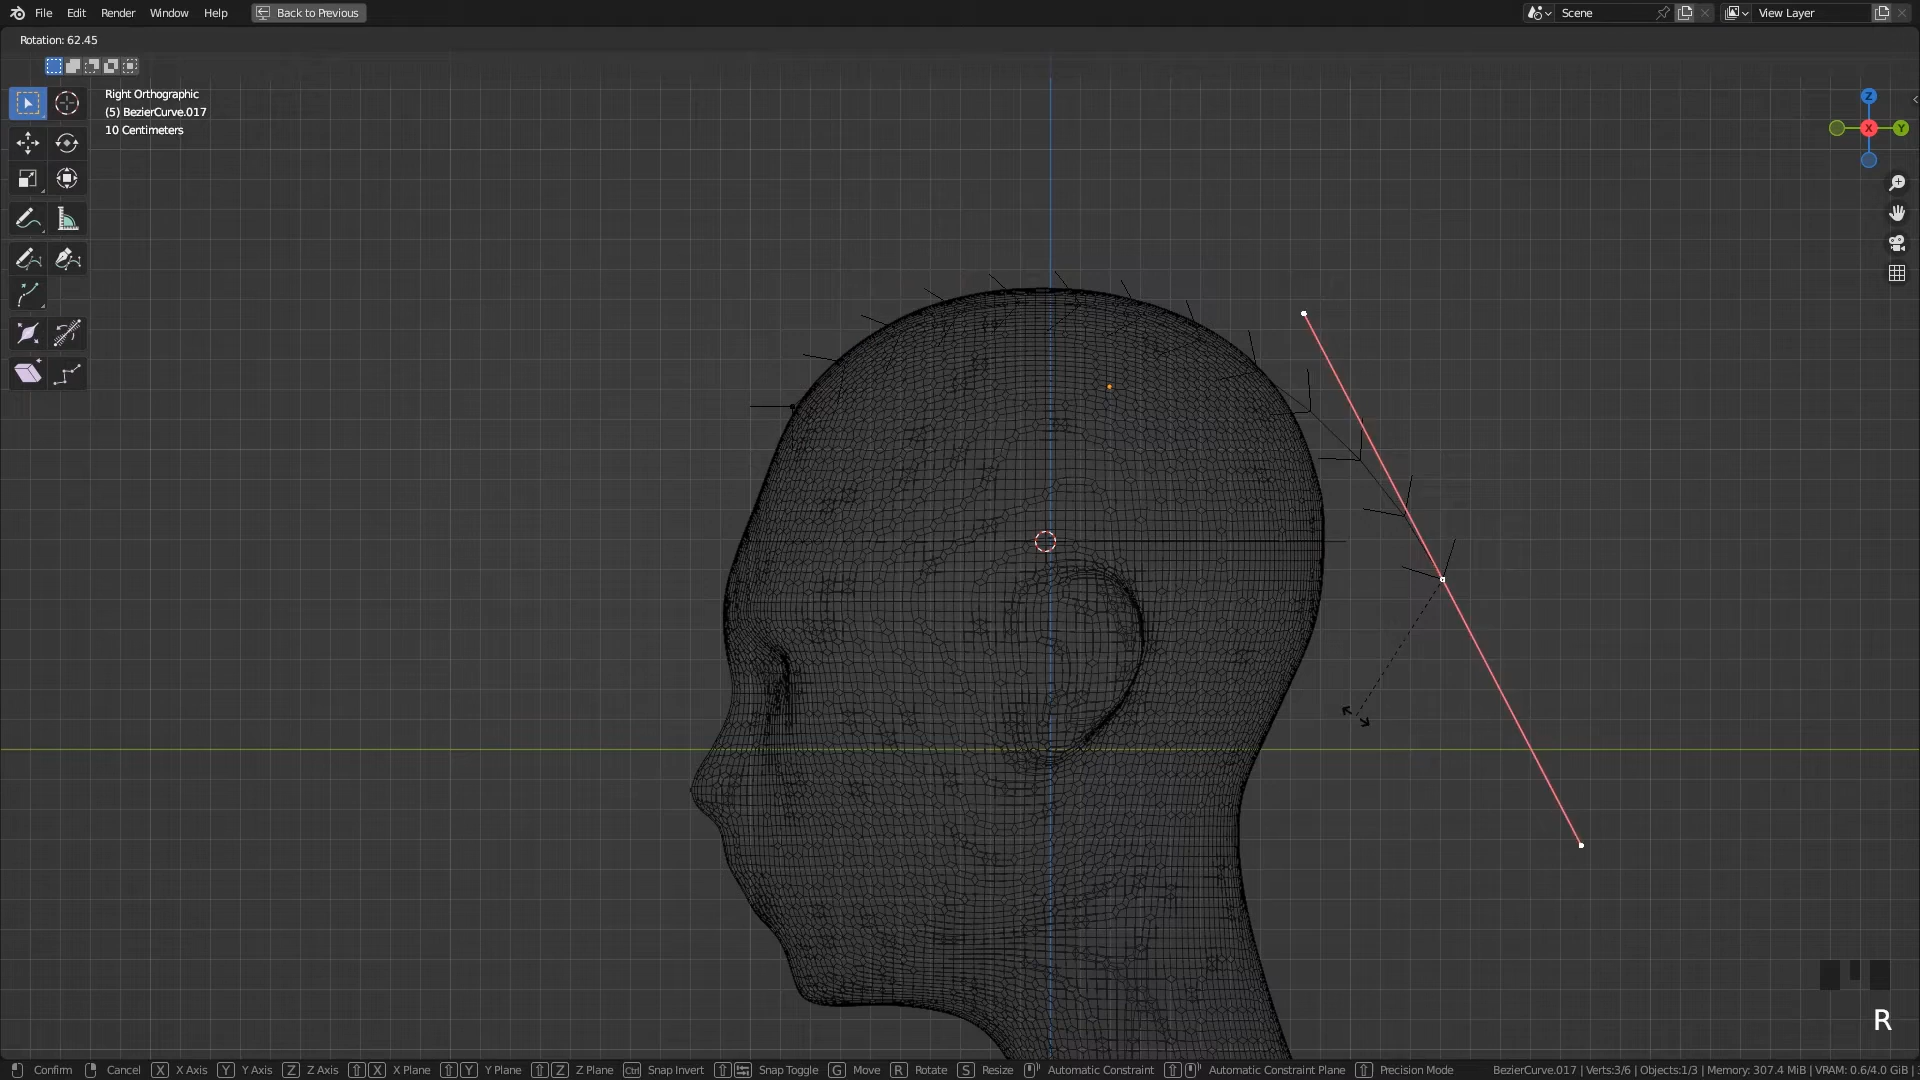 File Edit Render Window Help Back to Previous Scene View Layer
Rotation: 62.45
Right Orthographic
(5) BezierCurve.017
10 Centimeters
Z
X
Y
R
Confirm Cancel X X Axis Y Y Axis Z Z Axis X X Plane Y Y Plane Z Z Plane Ctrl Snap Invert Snap Toggle G Move R Rotate S Resize Automatic Constraint Automatic Constraint Plane Precision Mode BezierCurve.017 | Verts:3/6 | Objects:1/3 | Memory: 307.4 MiB | VRAM: 0.6/4.0 GiB |